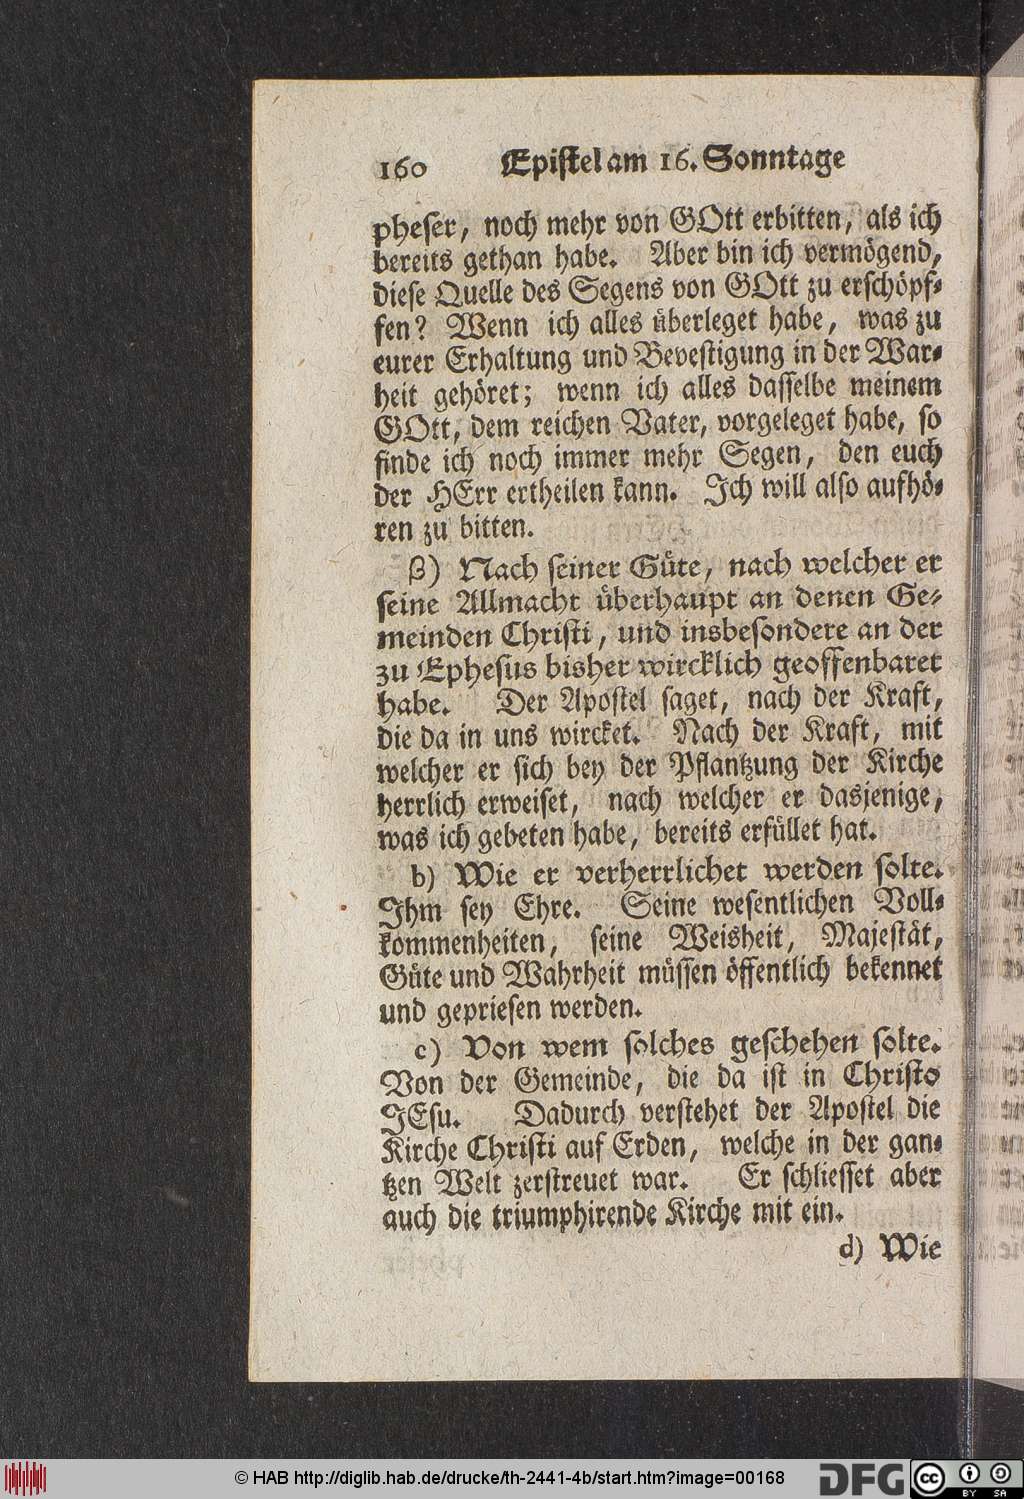 160 Epistel am 16. Sonntage
pheser, noch mehr von GOtt erbitten, als ich
bereits gethan habe. Aber bin ich vermögend,
diese Quelle des Segens von GOtt zu erschöpf-
fen? Wenn ich alles überleget habe, was zu
eurer Erhaltung und Bevestigung in der War-
heit gehöret; wenn ich alles dasselbe meinem
GOtt, dem reichen Vater, vorgeleget habe, so
finde ich noch immer mehr Segen, den euch
der HErr ertheilen kann. Ich will also aufhö-
ren zu bitten.
β) Nach seiner Güte, nach welcher er
seine Allmacht überhaupt an denen Ge-
meinden Christi, und insbesondere an der
zu Ephesus bisher wircklich geoffenbaret
habe. Der Apostel saget, nach der Kraft,
die da in uns wircket. Nach der Kraft, mit
welcher er sich bey der Pflantzung der Kirche
herrlich erweiset, nach welcher er dasjenige,
was ich gebeten habe, bereits erfüllet hat.
b) Wie er verherrlichet werden solte.
Ihm sey Ehre. Seine wesentlichen Voll-
kommenheiten, seine Weisheit, Majestät,
Güte und Wahrheit müssen öffentlich bekennet
und gepriesen werden.
c) Von wem solches geschehen solte.
Von der Gemeinde, die da ist in Christo
JEsu. Dadurch verstehet der Apostel die
Kirche Christi auf Erden, welche in der gan-
tzen Welt zerstreuet war. Er schliesset aber
auch die triumphirende Kirche mit ein.
d) Wie
© HAB http://diglib.hab.de/drucke/th-2441-4b/start.htm?image=00168
DFG cc BY SA